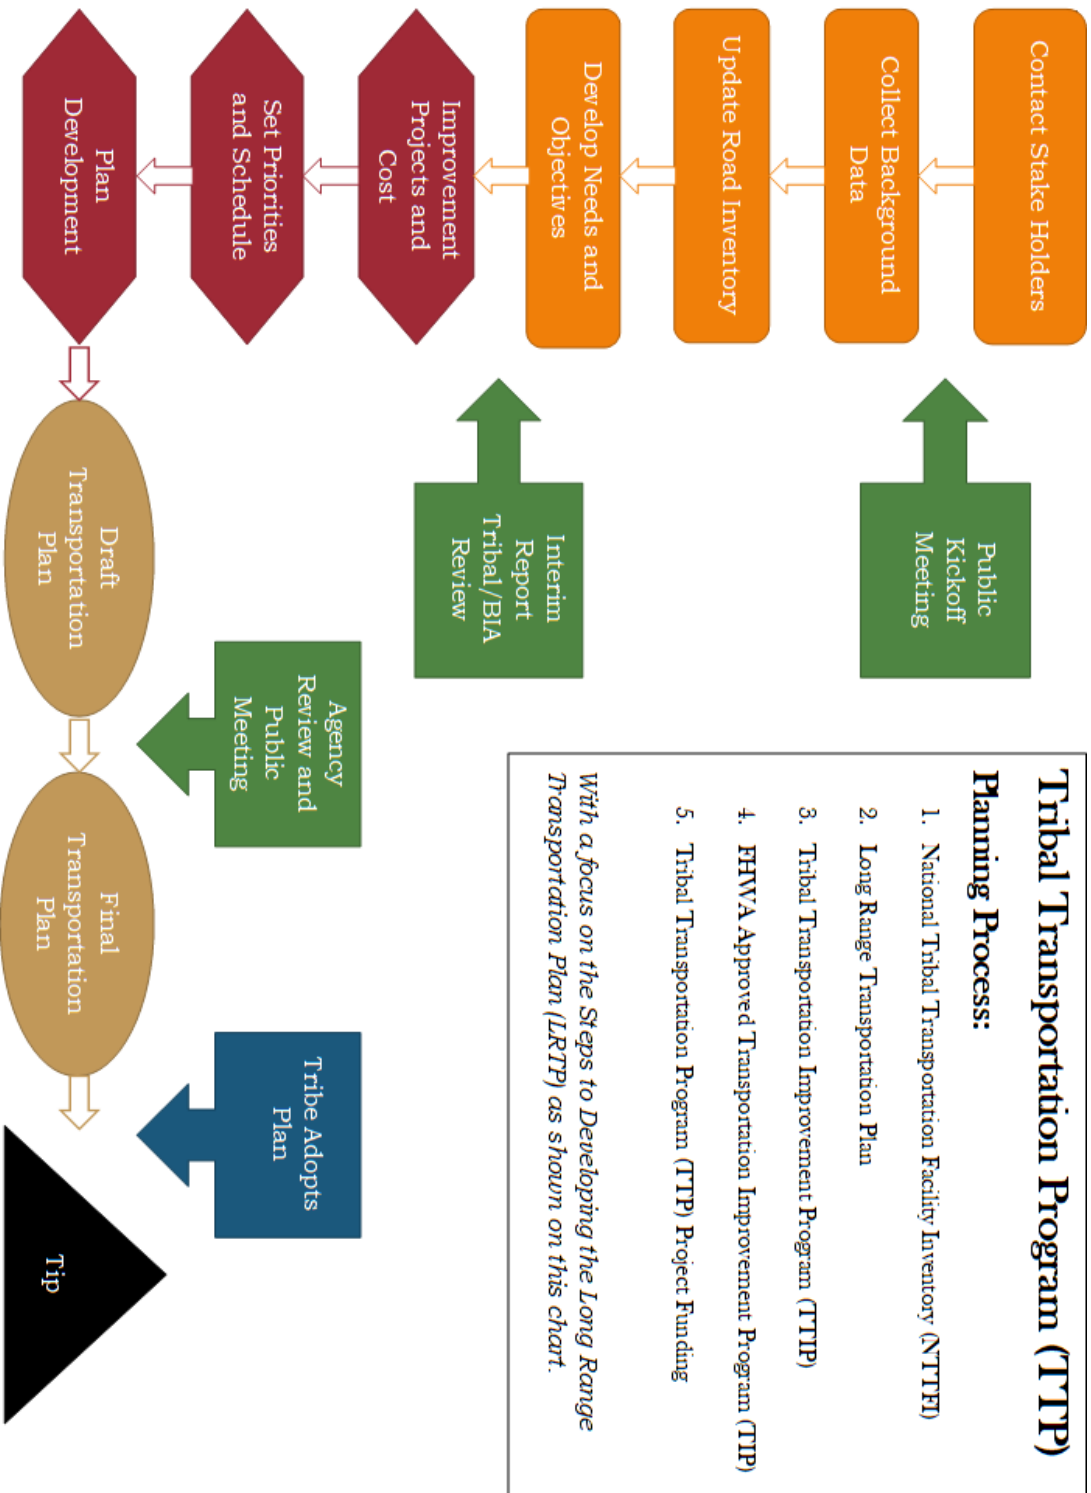 Contact Stake Holders
Collect Background
Data
Update Road Inventory
Develop Needs and
Objectives
Improvement
Projects and
Cost
Set Priorities
and Schedule
Plan
Development
Public
Kickoff
Meeting
Interim
Report
Tribal/BIA
Review
Draft
Transportation
Plan
Agency
Review and
Public
Meeting
Final
Transportation
Plan
Tribe Adopts
Plan
Tip
Tribal Transportation Program (TTP)
Planning Process:
1. National Tribal Transportation Facility Inventory (NTTFI)
2. Long Range Transportation Plan
3. Tribal Transportation Improvement Program (TTIP)
4. FHWA Approved Transportation Improvement Program (TIP)
5. Tribal Transportation Program (TTP) Project Funding
With a focus on the Steps to Developing the Long Range
Transportation Plan (LRTP) as shown on this chart.